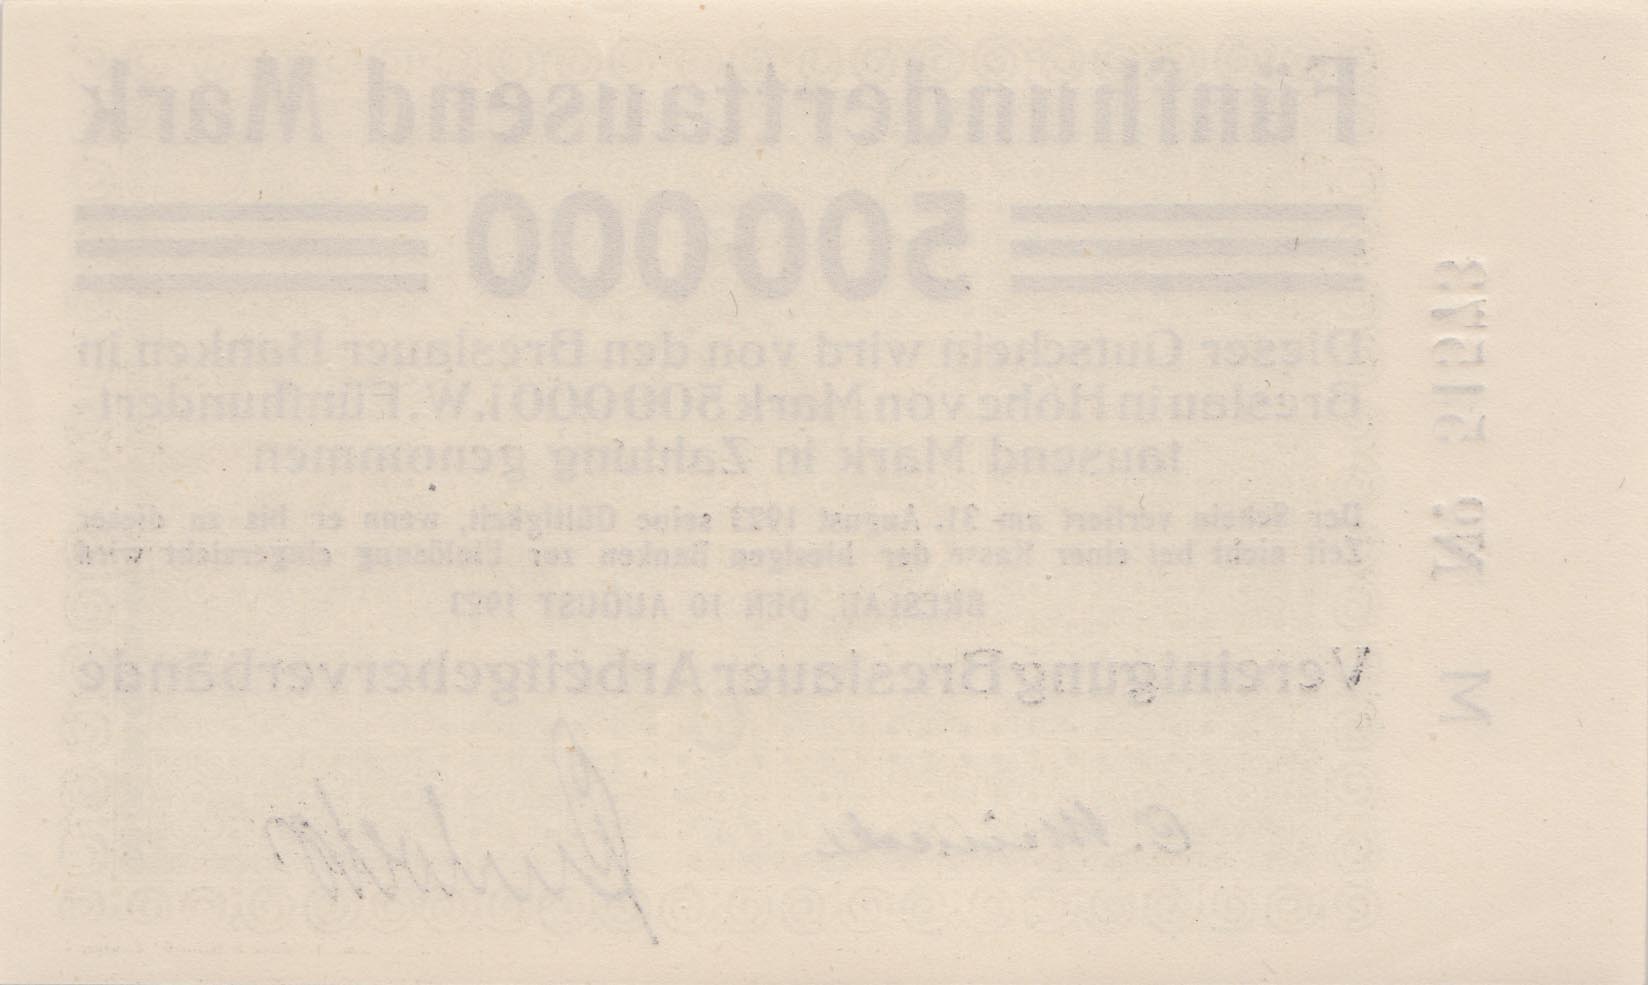 Fünfhunderttausend Mark
500000
Dieser Gutschein wird von den Breslauer Banken in
Breslau in Höhe von Mark 500000 i. W. Fünfhundert-
tausend Mark in Zahlung genommen
Der Schein verliert am 31. August 1923 seine Gültigkeit, wenn er bis zu dieser
Zeit nicht bei einer Kasse der hiesigen Banken zur Einlösung eingereicht wird
BRESLAU, DEN 10 AUGUST 1923
Vereinigung Breslauer Arbeitgeberverbände
M № 51573